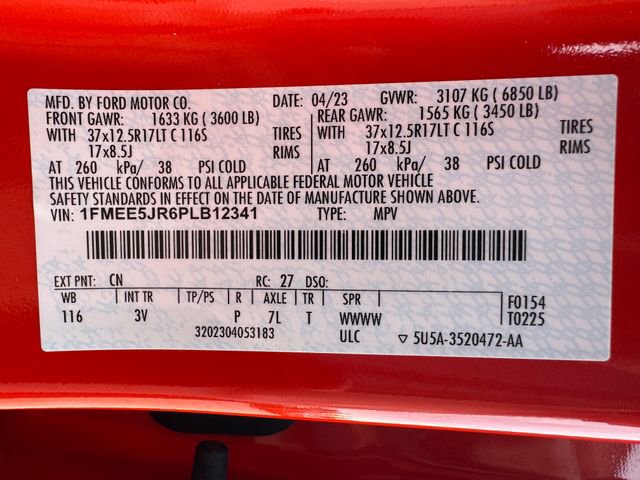 MFD. BY FORD MOTOR CO. DATE: 04/23 GVWR: 3107 KG ( 6850 LB)
FRONT GAWR: 1633 KG ( 3600 LB) REAR GAWR: 1565 KG ( 3450 LB)
WITH 37x12.5R17LT C 116S TIRES WITH 37x12.5R17LT C 116S TIRES
17x8.5J RIMS 17x8.5J RIMS
AT 260 kPa/ 38 PSI COLD AT 260 kPa/ 38 PSI COLD
THIS VEHICLE CONFORMS TO ALL APPLICABLE FEDERAL MOTOR VEHICLE
SAFETY STANDARDS IN EFFECT ON THE DATE OF MANUFACTURE SHOWN ABOVE.
VIN: 1FMEE5JR6PLB12341 TYPE: MPV
EXT PNT: CN RC: 27 DSO:
WB INT TR TP/PS R AXLE TR SPR F0154
116 3V P 7L T WWWW T0225
3202304053183 ULC 5U5A-3520472-AA